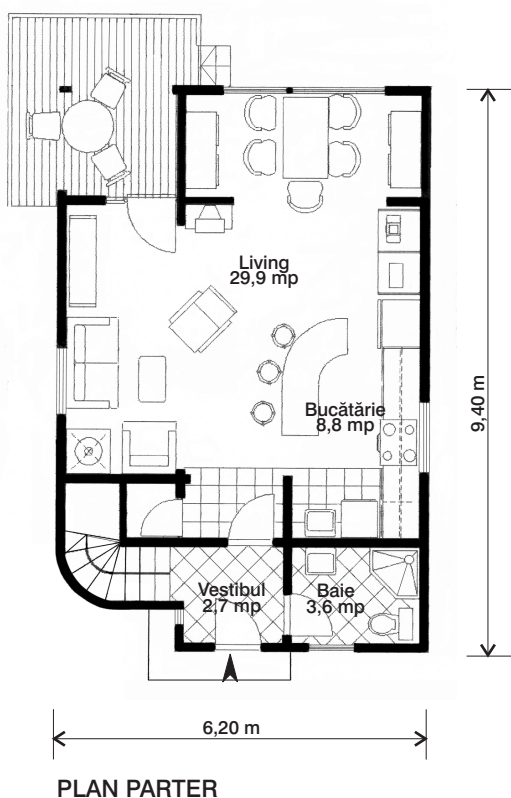 Living
29,9 mp
Bucătărie
8,8 mp
9,40 m
Vestibul
2,7 mp
Baie
3,6 mp
6,20 m
PLAN PARTER